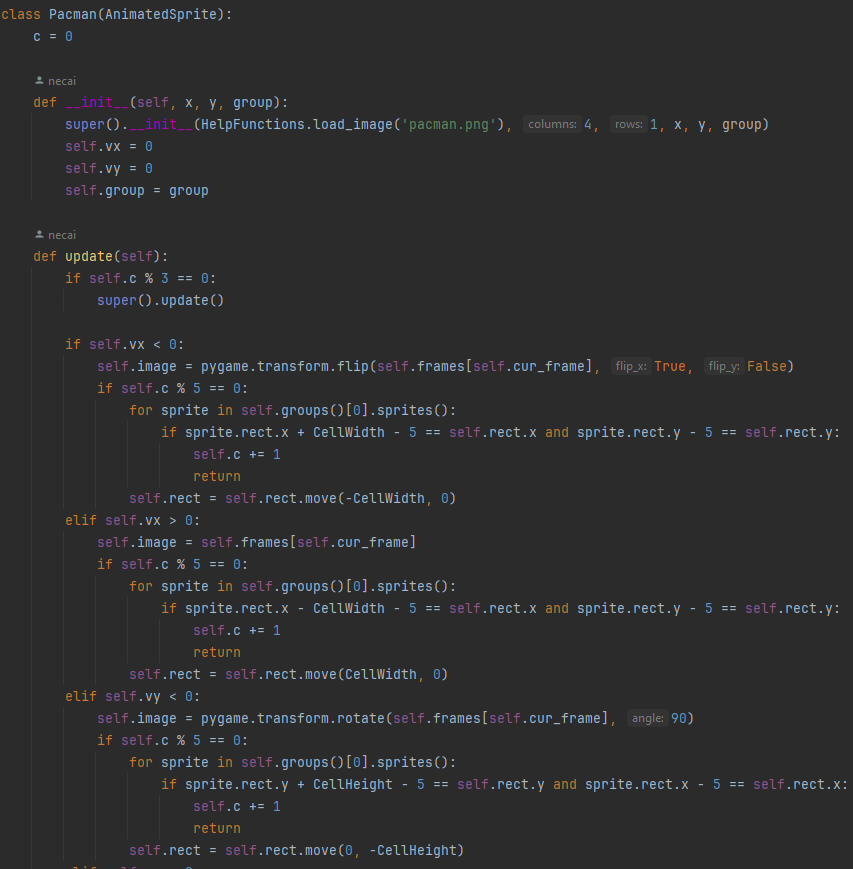 class Pacman(AnimatedSprite):
    c = 0
    necai
    def __init__(self, x, y, group):
        super().__init__(HelpFunctions.load_image('pacman.png'), columns: 4, rows: 1, x, y, group)
        self.vx = 0
        self.vy = 0
        self.group = group
    necai
    def update(self):
        if self.c % 3 == 0:
            super().update()
        if self.vx < 0:
            self.image = pygame.transform.flip(self.frames[self.cur_frame], flip_x: True, flip_y: False)
            if self.c % 5 == 0:
                for sprite in self.groups()[0].sprites():
                    if sprite.rect.x + CellWidth - 5 == self.rect.x and sprite.rect.y - 5 == self.rect.y:
                        self.c += 1
                        return
                self.rect = self.rect.move(-CellWidth, 0)
        elif self.vx > 0:
            self.image = self.frames[self.cur_frame]
            if self.c % 5 == 0:
                for sprite in self.groups()[0].sprites():
                    if sprite.rect.x - CellWidth - 5 == self.rect.x and sprite.rect.y - 5 == self.rect.y:
                        self.c += 1
                        return
                self.rect = self.rect.move(CellWidth, 0)
        elif self.vy < 0:
            self.image = pygame.transform.rotate(self.frames[self.cur_frame], angle: 90)
            if self.c % 5 == 0:
                for sprite in self.groups()[0].sprites():
                    if sprite.rect.y + CellHeight - 5 == self.rect.y and sprite.rect.x - 5 == self.rect.x:
                        self.c += 1
                        return
                self.rect = self.rect.move(0, -CellHeight)